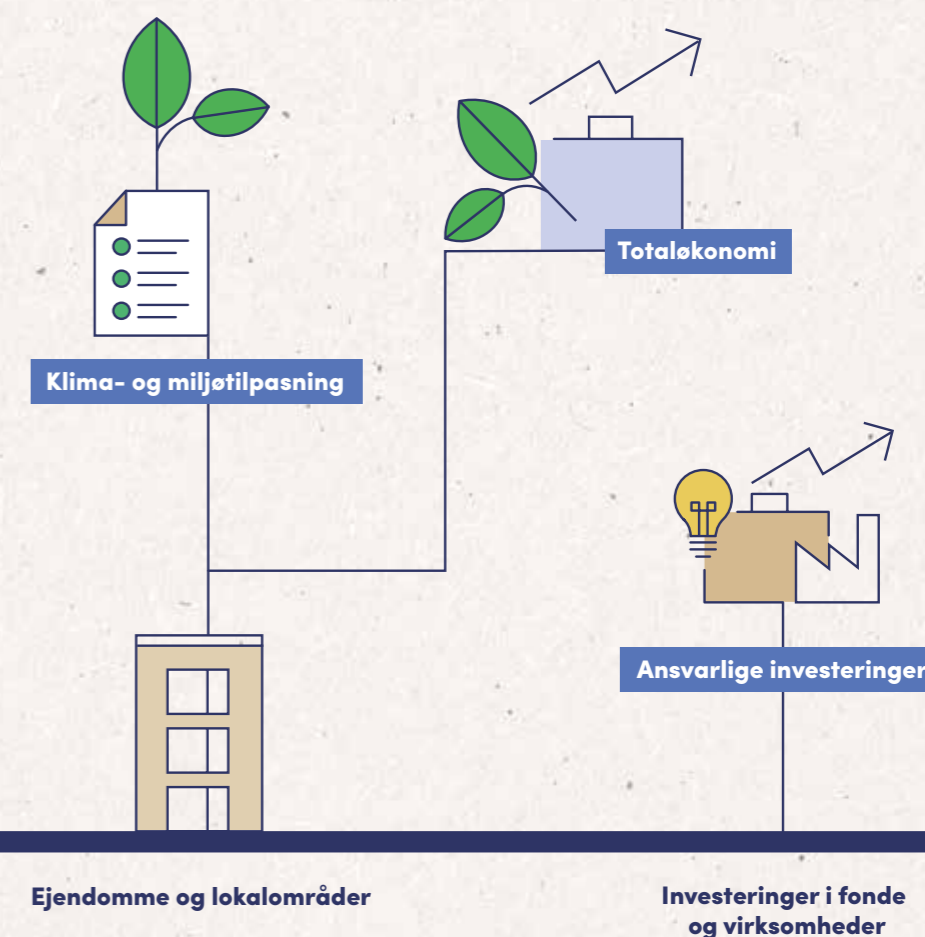 Totaløkonomi
Klima- og miljøtilpasning
Ansvarlige investeringer
Ejendomme og lokalområder
Investeringer i fonde
og virksomheder